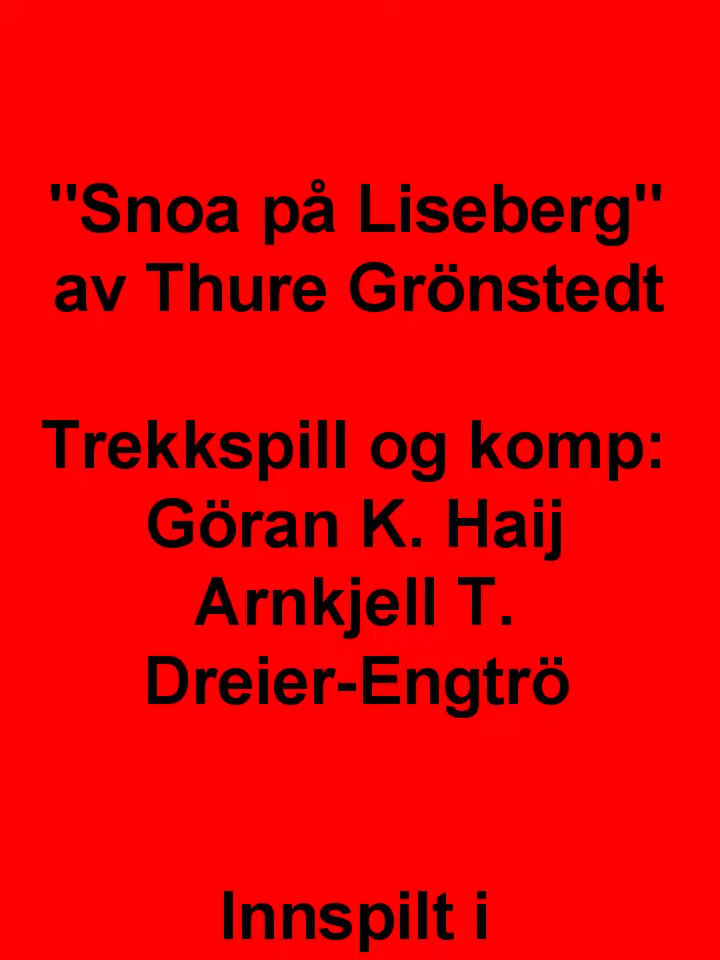 "Snoa på Liseberg"
av Thure Grönstedt
Trekkspill og komp:
Göran K. Haij
Arnkjell T.
Dreier-Engtrö
Innspilt i